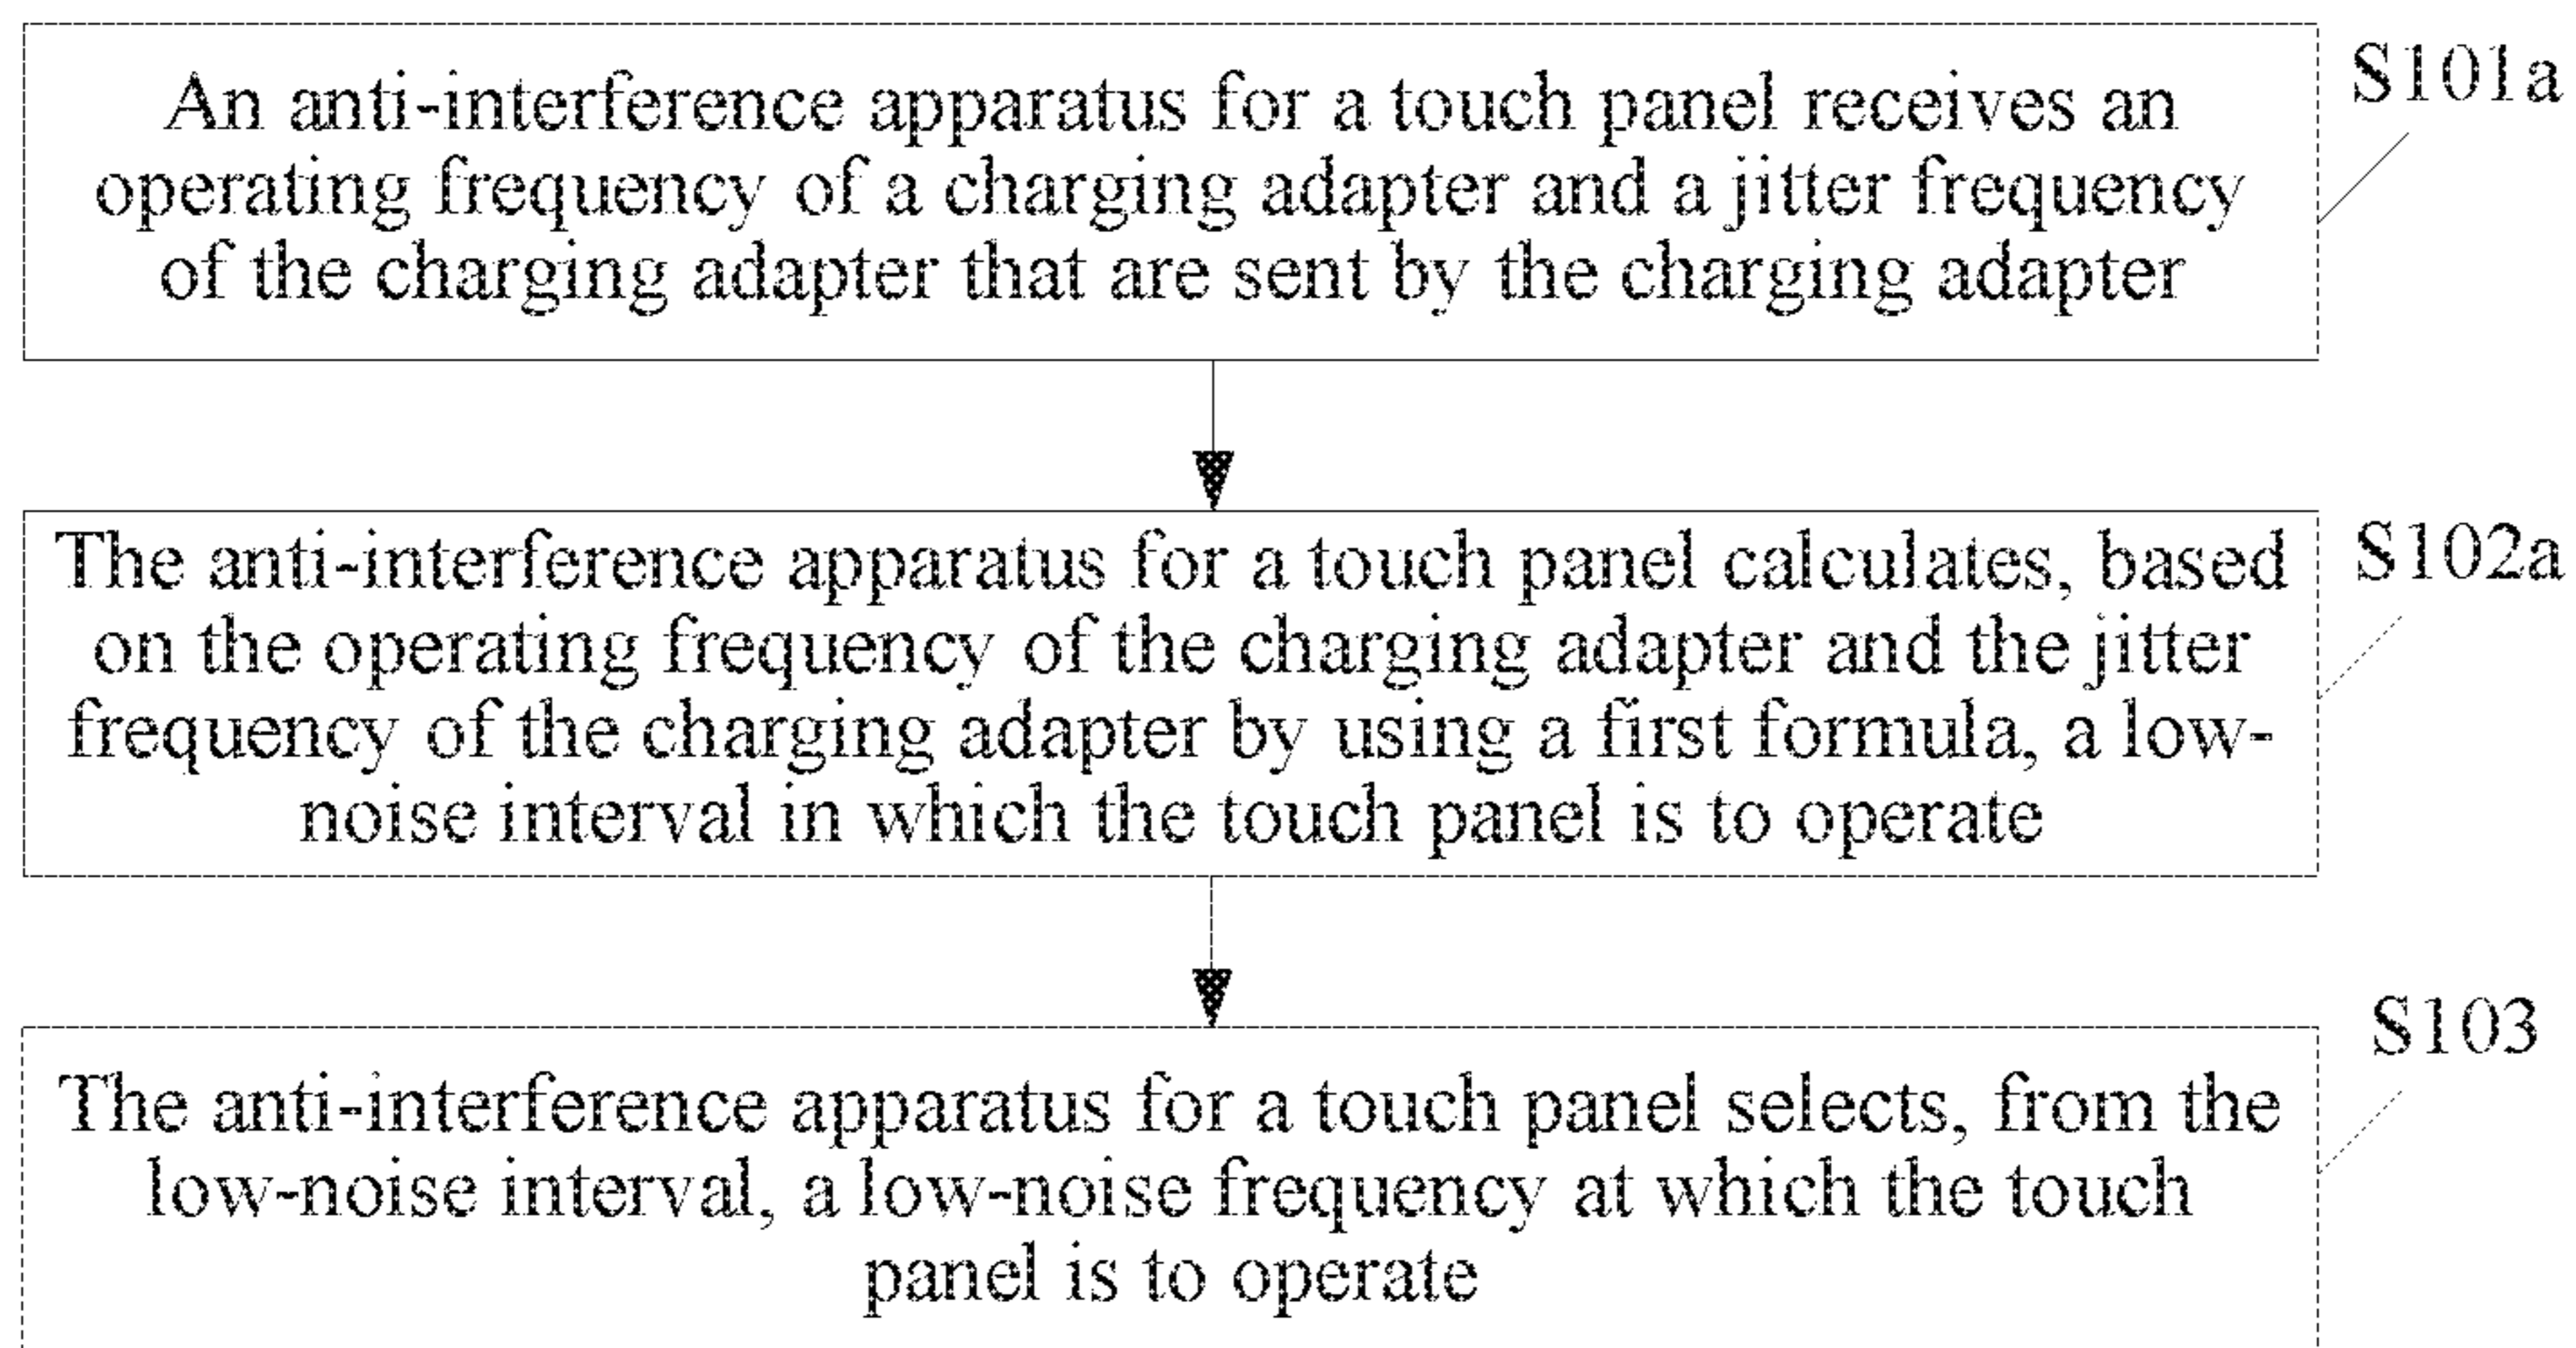 An anti-interference apparatus for a touch panel receives an
operating frequency of a charging adapter and a jitter frequency
of the charging adapter that are sent by the charging adapter
S101a
The anti-interference apparatus for a touch panel calculates, based
on the operating frequency of the charging adapter and the jitter
frequency of the charging adapter by using a first formula, a low-
noise interval in which the touch panel is to operate
S102a
The anti-interference apparatus for a touch panel selects, from the
low-noise interval, a low-noise frequency at which the touch
panel is to operate
S103